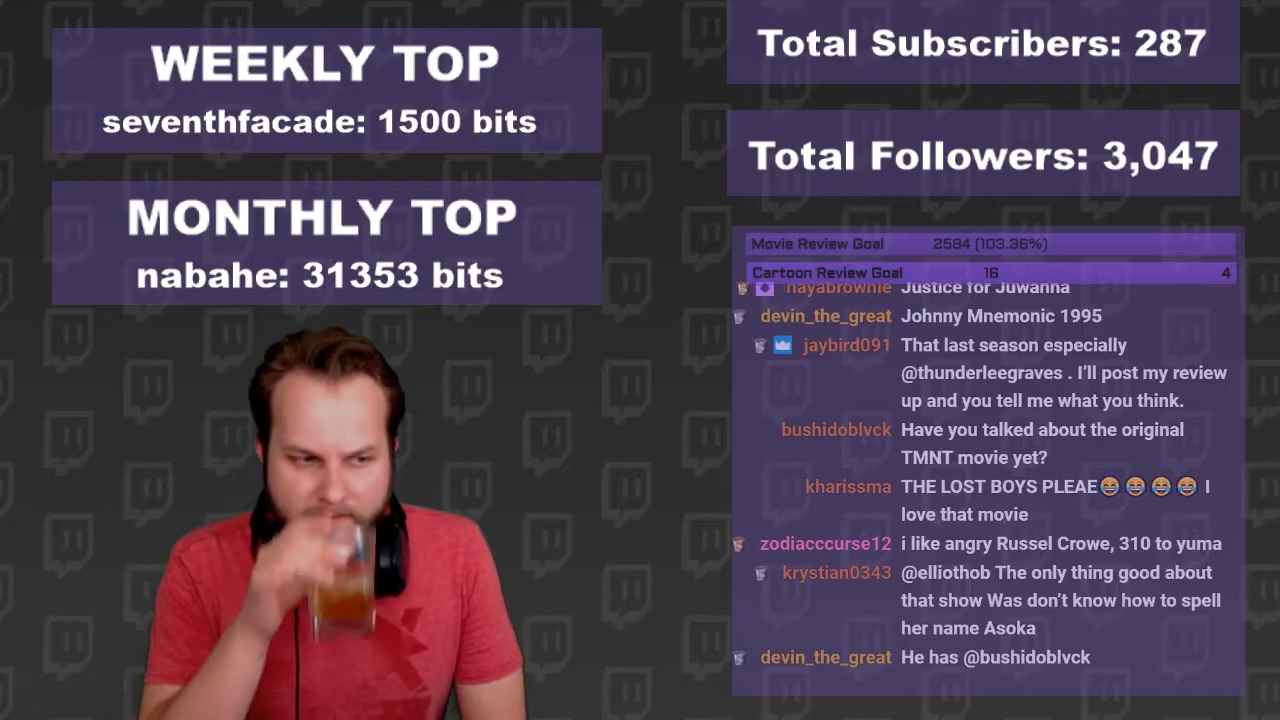 WEEKLY TOP
seventhfacade: 1500 bits
MONTHLY TOP
nabahe: 31353 bits
Total Subscribers: 287
Total Followers: 3,047
Movie Review Goal 2584 (103.36%)
Cartoon Review Goal 16 4
nayabrownie Justice for Juwanna
devin_the_great Johnny Mnemonic 1995
jaybird091 That last season especially
@thunderleegraves . I'll post my review
up and you tell me what you think.
bushidoblvck Have you talked about the original
TMNT movie yet?
kharissma THE LOST BOYS PLEAE😂 😂 😂 😂 I
love that movie
zodiacccurse12 i like angry Russel Crowe, 310 to yuma
krystian0343 @elliothob The only thing good about
that show Was don't know how to spell
her name Asoka
devin_the_great He has @bushidoblvck